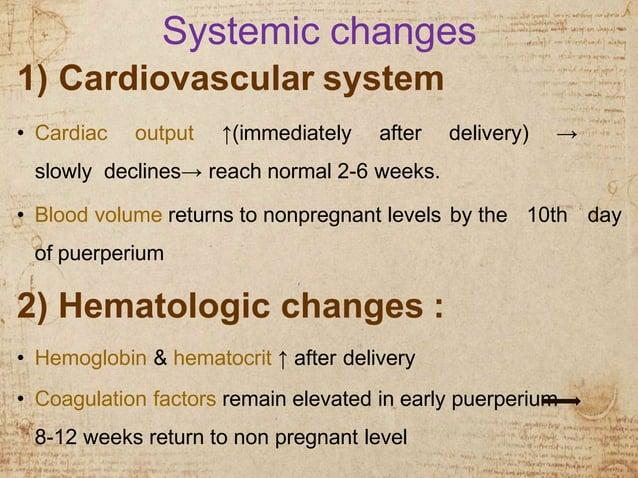 Systemic changes
1) Cardiovascular system
• Cardiac output ↑(immediately after delivery) →
slowly declines→ reach normal 2-6 weeks.
• Blood volume returns to nonpregnant levels by the 10th day
of puerperium
2) Hematologic changes :
• Hemoglobin & hematocrit ↑ after delivery
• Coagulation factors remain elevated in early puerperium →
8-12 weeks return to non pregnant level